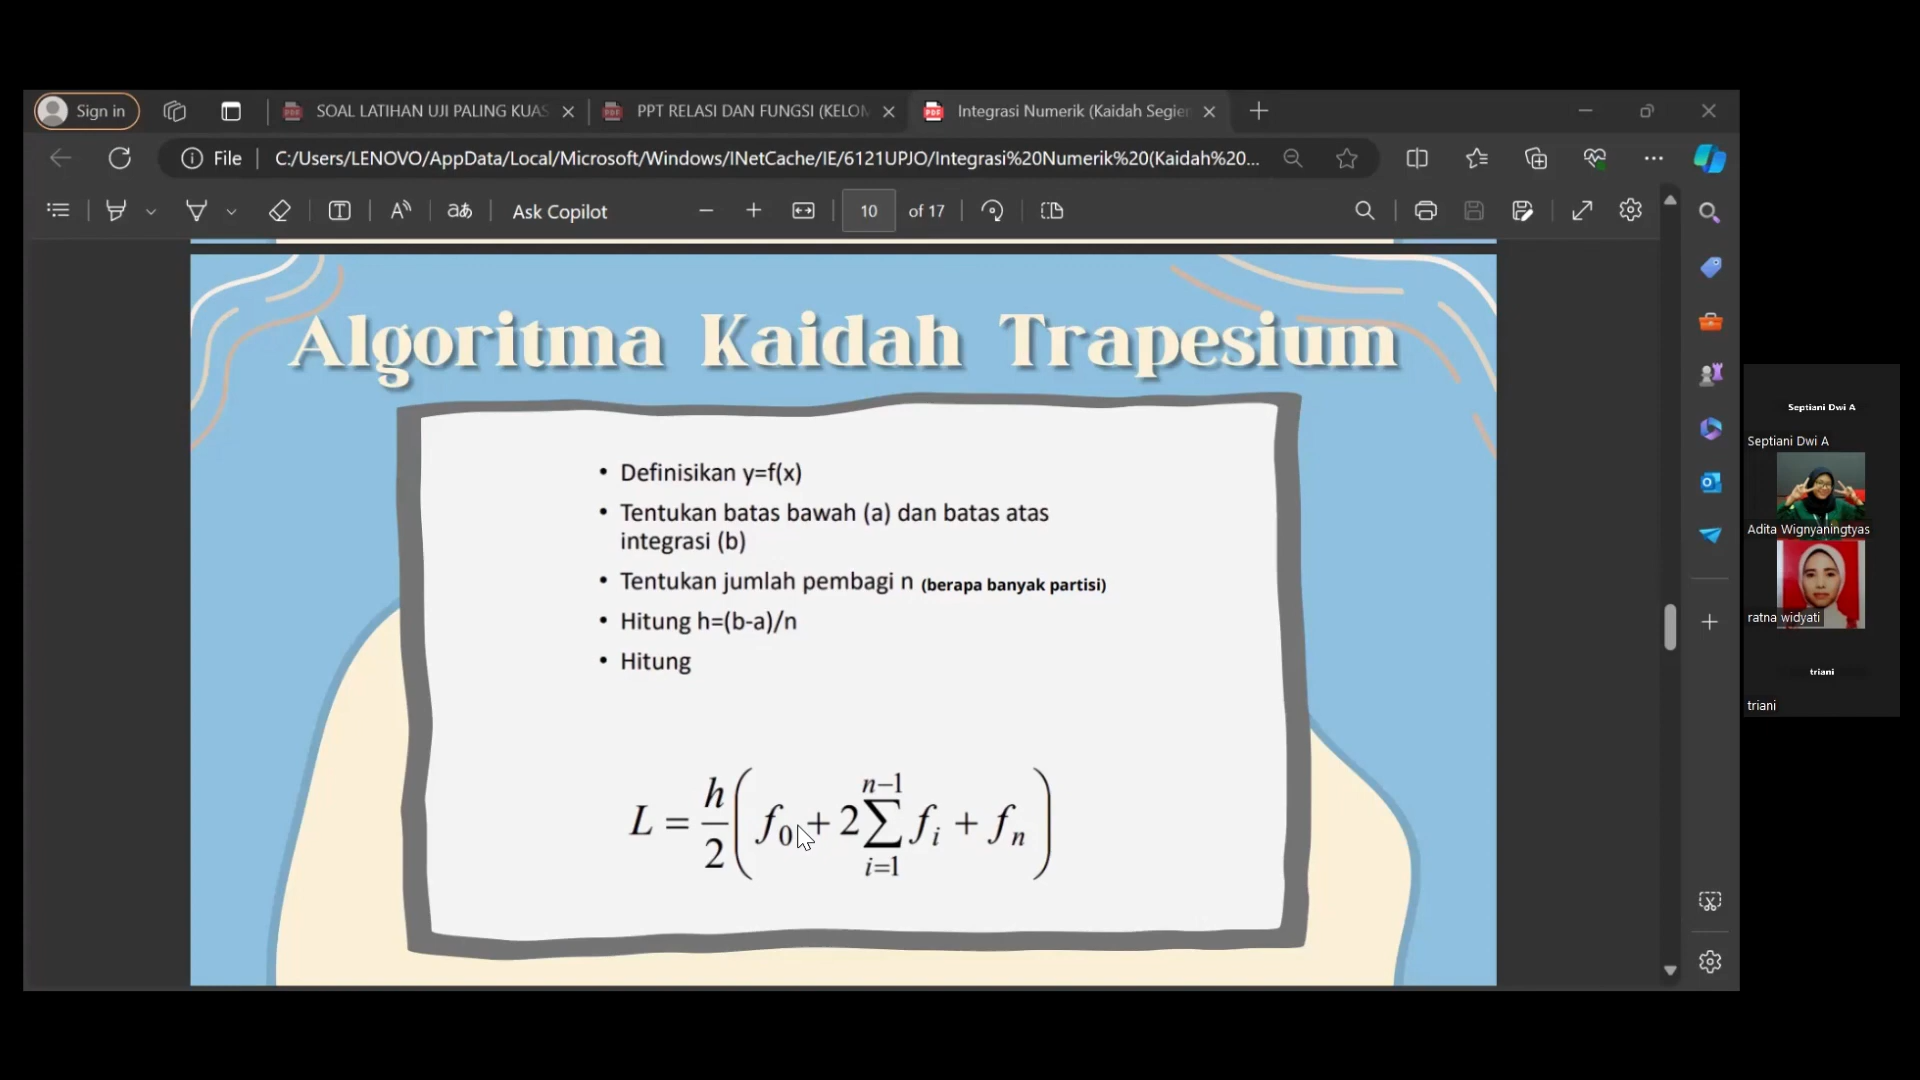 Sign in
SOAL LATIHAN UJI PALING KUAS
PPT RELASI DAN FUNGSI (KELOM
Integrasi Numerik (Kaidah Segien
File
C:/Users/LENOVO/AppData/Local/Microsoft/Windows/INetCache/IE/6121UPJO/Integrasi%20Numerik%20(Kaidah%20...
Ask Copilot
10 of 17
Algoritma Kaidah Trapesium
• Definisikan y=f(x)
• Tentukan batas bawah (a) dan batas atas
integrasi (b)
• Tentukan jumlah pembagi n (berapa banyak partisi)
• Hitung h=(b-a)/n
• Hitung
L = h/2 ( f₀ + 2 ∑_{i=1}^{n−1} fᵢ + fₙ )
Septiani Dwi A
Septiani Dwi A
Adita Wignyaningtyas
ratna widyati
triani
triani